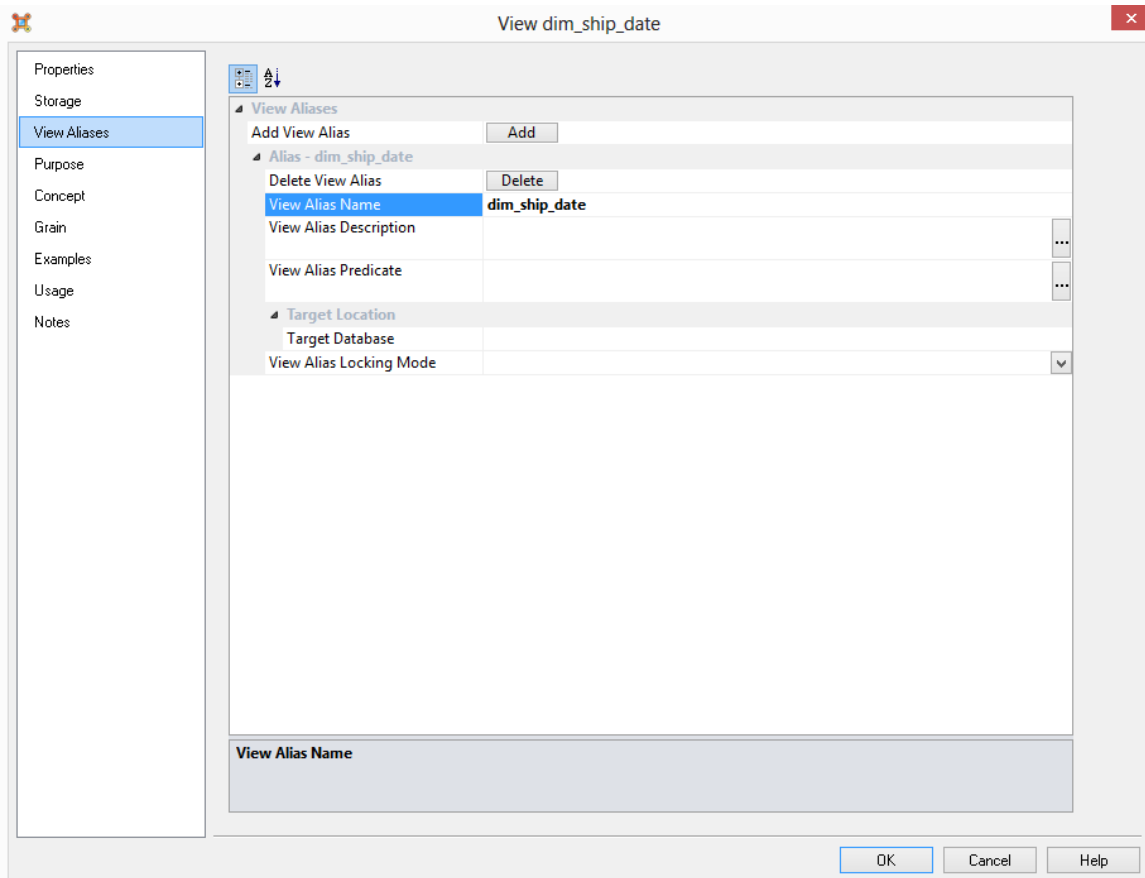 View dim_ship_date
Properties
Storage
View Aliases
Purpose
Concept
Grain
Examples
Usage
Notes
View Aliases
Add View Alias Add
Alias - dim_ship_date
Delete View Alias Delete
View Alias Name dim_ship_date
View Alias Description ...
View Alias Predicate ...
Target Location
Target Database
View Alias Locking Mode
View Alias Name
OK Cancel Help